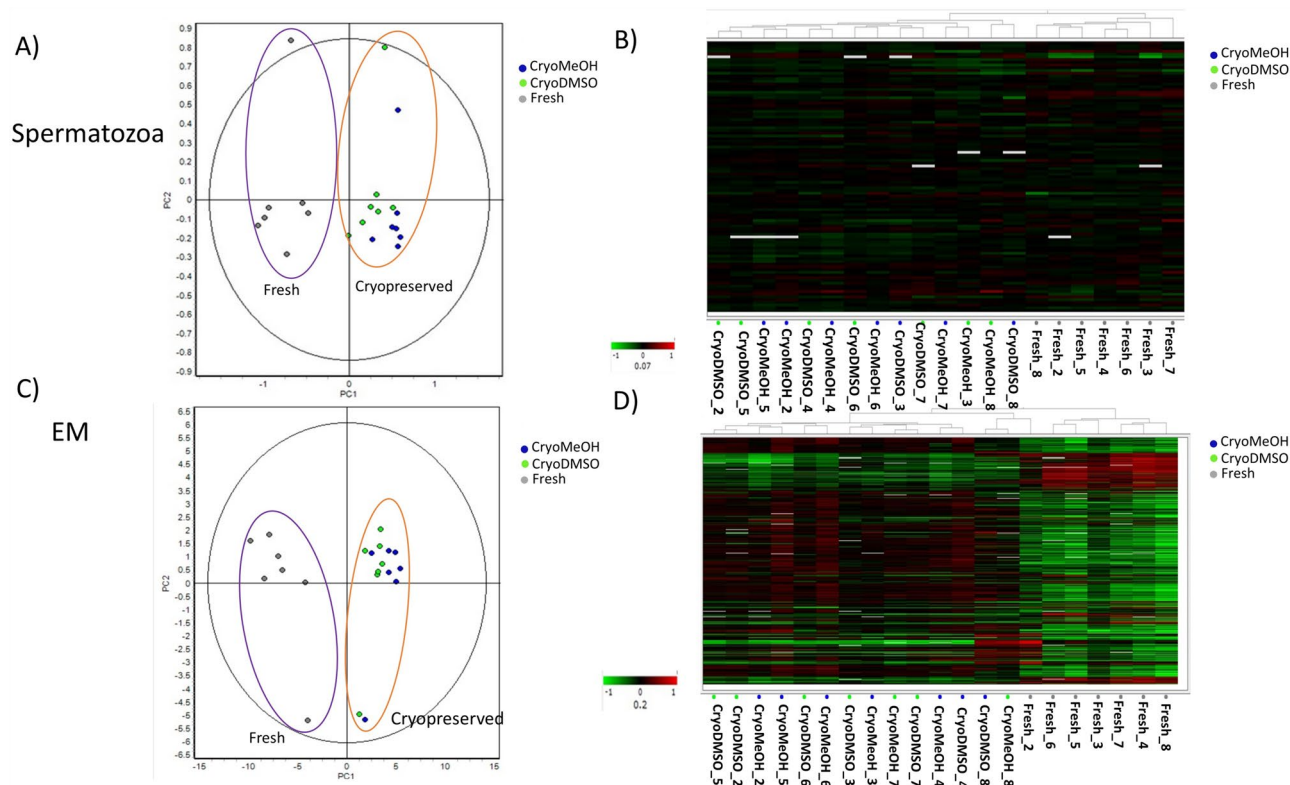 A)
Spermatozoa
0.9
0.8
0.7
0.6
0.5
0.4
0.3
0.2
0.1
0
-0.1
-0.2
-0.3
-0.4
-0.5
-0.6
-0.7
-0.8
-0.9
PC2
-1
0
1
PC1
Fresh
Cryopreserved
CryoMeOH
CryoDMSO
Fresh
B)
CryoMeOH
CryoDMSO
Fresh
-1 0 1
0.07
CryoDMSO_2
CryoDMSO_5
CryoMeOH_5
CryoMeOH_2
CryoDMSO_4
CryoMeOH_4
CryoDMSO_6
CryoMeOH_6
CryoDMSO_3
CryoDMSO_7
CryoMeOH_7
CryoMeoH_3
CryoMeOH_8
CryoDMSO_8
Fresh_8
Fresh_2
Fresh_5
Fresh_4
Fresh_6
Fresh_3
Fresh_7
C)
EM
6.5
6
5.5
5
4.5
4
3.5
3
2.5
2
1.5
1
0.5
0
-0.5
-1
-1.5
-2
-2.5
-3
-3.5
-4
-4.5
-5
-5.5
-6
-6.5
PC2
-15
-10
-5
0
5
10
15
PC1
Fresh
Cryopreserved
CryoMeOH
CryoDMSO
Fresh
D)
CryoMeOH
CryoDMSO
Fresh
-1 0 1
0.2
CryoDMSO_5
CryoDMSO_2
CryoMeOH_2
CryoMeOH_5
CryoDMSO_6
CryoMeOH_6
CryoDMSO_3
CryoMeoH_3
CryoMeOH_7
CryoDMSO_7
CryoMeOH_4
CryoDMSO_4
CryoDMSO_8
CryoMeOH_8
Fresh_2
Fresh_6
Fresh_5
Fresh_3
Fresh_7
Fresh_4
Fresh_8